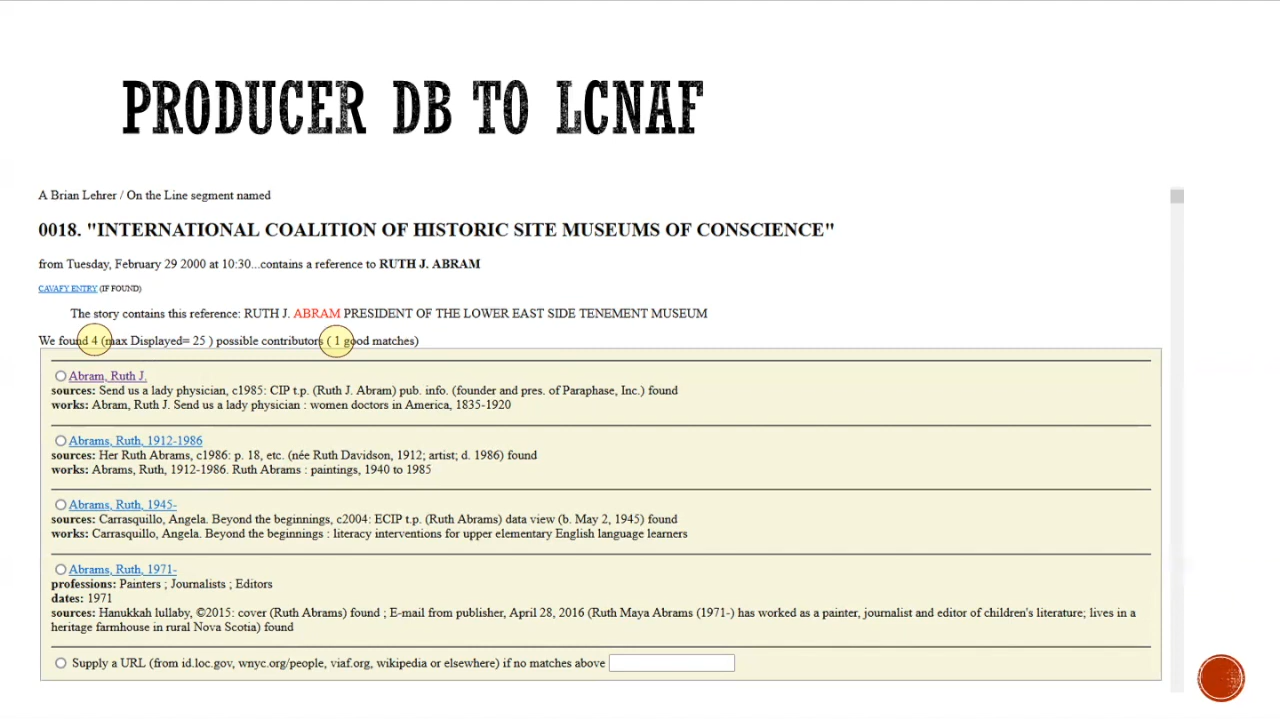 PRODUCER DB TO LCNAF
A Brian Lehrer / On the Line segment named
0018. "INTERNATIONAL COALITION OF HISTORIC SITE MUSEUMS OF CONSCIENCE"
from Tuesday, February 29 2000 at 10:30...contains a reference to RUTH J. ABRAM
CAVAFY ENTRY (IF FOUND)
The story contains this reference: RUTH J. ABRAM PRESIDENT OF THE LOWER EAST SIDE TENEMENT MUSEUM
We found 4 (max Displayed= 25 ) possible contributors ( 1 good matches)
Abram, Ruth J.
sources: Send us a lady physician, c1985: CIP t.p. (Ruth J. Abram) pub. info. (founder and pres. of Paraphase, Inc.) found
works: Abram, Ruth J. Send us a lady physician : women doctors in America, 1835-1920
Abrams, Ruth, 1912-1986
sources: Her Ruth Abrams, c1986: p. 18, etc. (née Ruth Davidson, 1912; artist; d. 1986) found
works: Abrams, Ruth, 1912-1986. Ruth Abrams : paintings, 1940 to 1985
Abrams, Ruth, 1945-
sources: Carrasquillo, Angela. Beyond the beginnings, c2004: ECIP t.p. (Ruth Abrams) data view (b. May 2, 1945) found
works: Carrasquillo, Angela. Beyond the beginnings : literacy interventions for upper elementary English language learners
Abrams, Ruth, 1971-
professions: Painters ; Journalists ; Editors
dates: 1971
sources: Hanukkah lullaby, ©2015: cover (Ruth Abrams) found ; E-mail from publisher, April 28, 2016 (Ruth Maya Abrams (1971-) has worked as a painter, journalist and editor of children's literature; lives in a
heritage farmhouse in rural Nova Scotia) found
Supply a URL (from id.loc.gov, wnyc.org/people, viaf.org, wikipedia or elsewhere) if no matches above